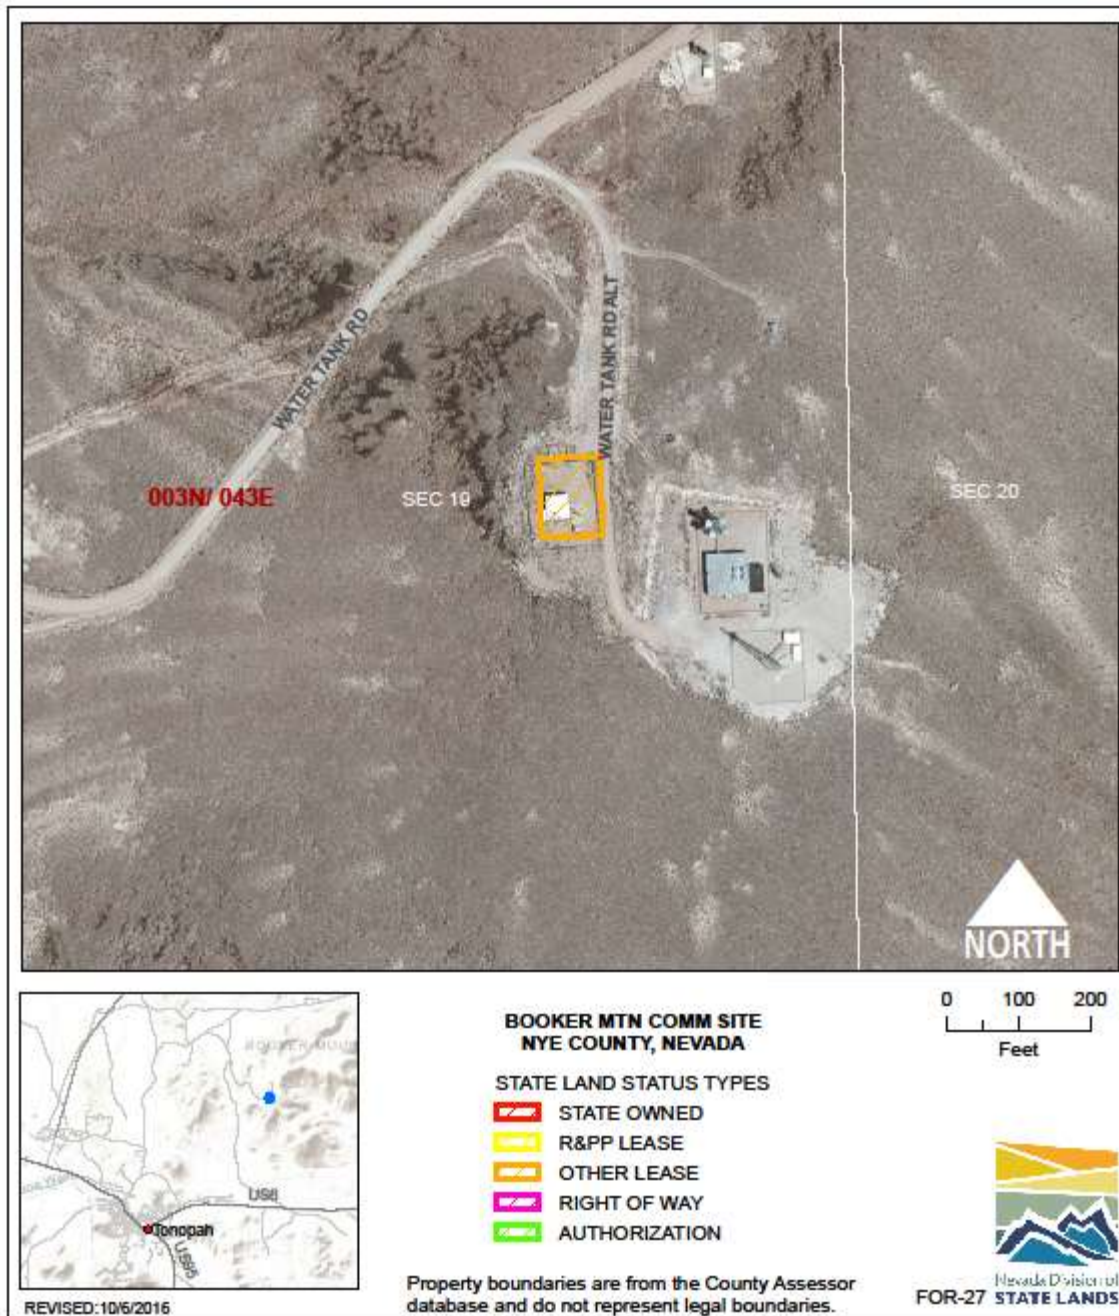 WATER TANK RD
WATER TANK RD ALT
003N/ 043E
SEC 19
SEC 20
NORTH
BOOKER MOU
US6
Tonopah
US95
REVISED:10/6/2016
BOOKER MTN COMM SITE
NYE COUNTY, NEVADA
STATE LAND STATUS TYPES
STATE OWNED
R&PP LEASE
OTHER LEASE
RIGHT OF WAY
AUTHORIZATION
Property boundaries are from the County Assessor
database and do not represent legal boundaries.
0 100 200
Feet
FOR-27
Nevada Division of
STATE LANDS